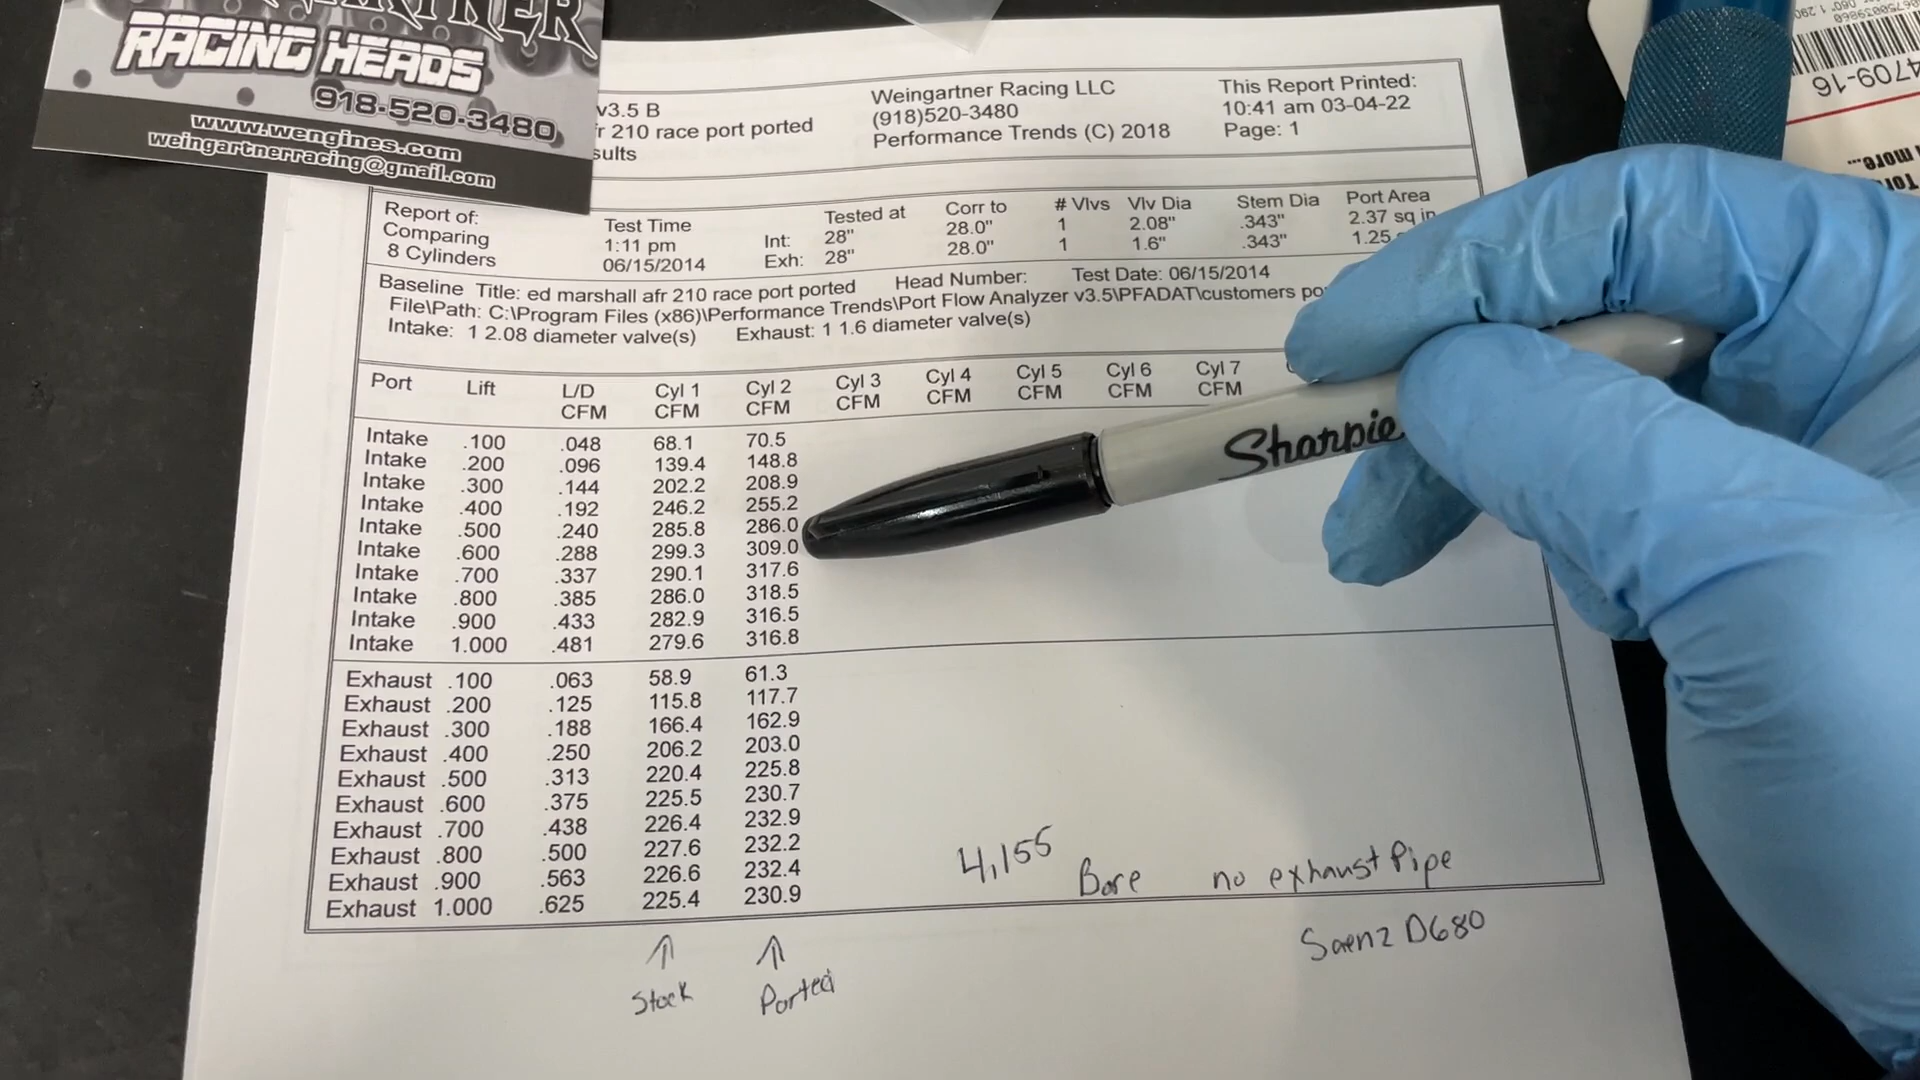 RACING HEADS
918-520-3480
www.wengines.com
weingartnerracing@gmail.com
v3.5 B
r 210 race port ported
sults
Weingartner Racing LLC
(918)520-3480
Performance Trends (C) 2018
This Report Printed:
10:41 am 03-04-22
Page: 1
Report of:
Comparing
8 Cylinders
Test Time
1:11 pm
06/15/2014
Tested at Corr to # Vlvs Vlv Dia Stem Dia Port Area
Int: 28" 28.0" 1 2.08" .343" 2.37 sq in
Exh: 28" 28.0" 1 1.6" .343" 1.25
Baseline Title: ed marshall afr 210 race port ported Head Number: Test Date: 06/15/2014
File\Path: C:\Program Files (x86)\Performance Trends\Port Flow Analyzer v3.5\PFADAT\customers po
Intake: 1 2.08 diameter valve(s) Exhaust: 1 1.6 diameter valve(s)
Port Lift L/D Cyl 1 Cyl 2 Cyl 3 Cyl 4 Cyl 5 Cyl 6 Cyl 7
CFM CFM CFM CFM CFM CFM CFM CFM
Intake .100 .048 68.1 70.5
Intake .200 .096 139.4 148.8
Intake .300 .144 202.2 208.9
Intake .400 .192 246.2 255.2
Intake .500 .240 285.8 286.0
Intake .600 .288 299.3 309.0
Intake .700 .337 290.1 317.6
Intake .800 .385 286.0 318.5
Intake .900 .433 282.9 316.5
Intake 1.000 .481 279.6 316.8
Exhaust .100 .063 58.9 61.3
Exhaust .200 .125 115.8 117.7
Exhaust .300 .188 166.4 162.9
Exhaust .400 .250 206.2 203.0
Exhaust .500 .313 220.4 225.8
Exhaust .600 .375 225.5 230.7
Exhaust .700 .438 226.4 232.9
Exhaust .800 .500 227.6 232.2
Exhaust .900 .563 226.6 232.4
Exhaust 1.000 .625 225.4 230.9
4,155 Bore no exhaust Pipe
Saenz D680
Stock Ported
Sharpie
4709-16
more...